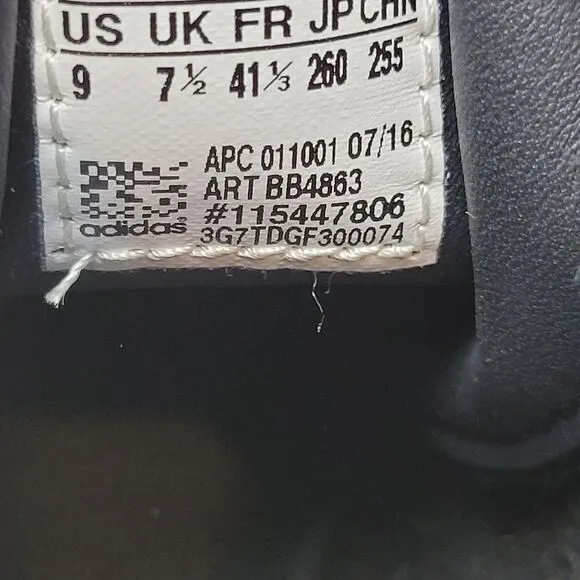 US UK FR JP CHN
9 7½ 41⅓ 260 255
APC 011001 07/16
ART BB4863
#115447806
adidas
3G7TDGF300074